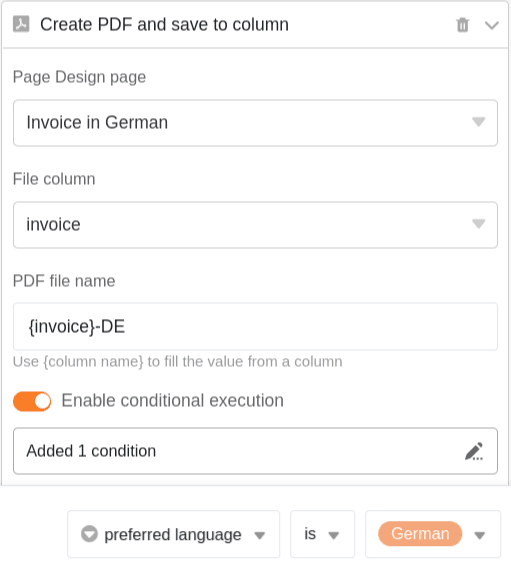 Create PDF and save to column
Page Design page
Invoice in German
File column
invoice
PDF file name
{invoice}-DE
Use {column name} to fill the value from a column
Enable conditional execution
Added 1 condition
preferred language is German